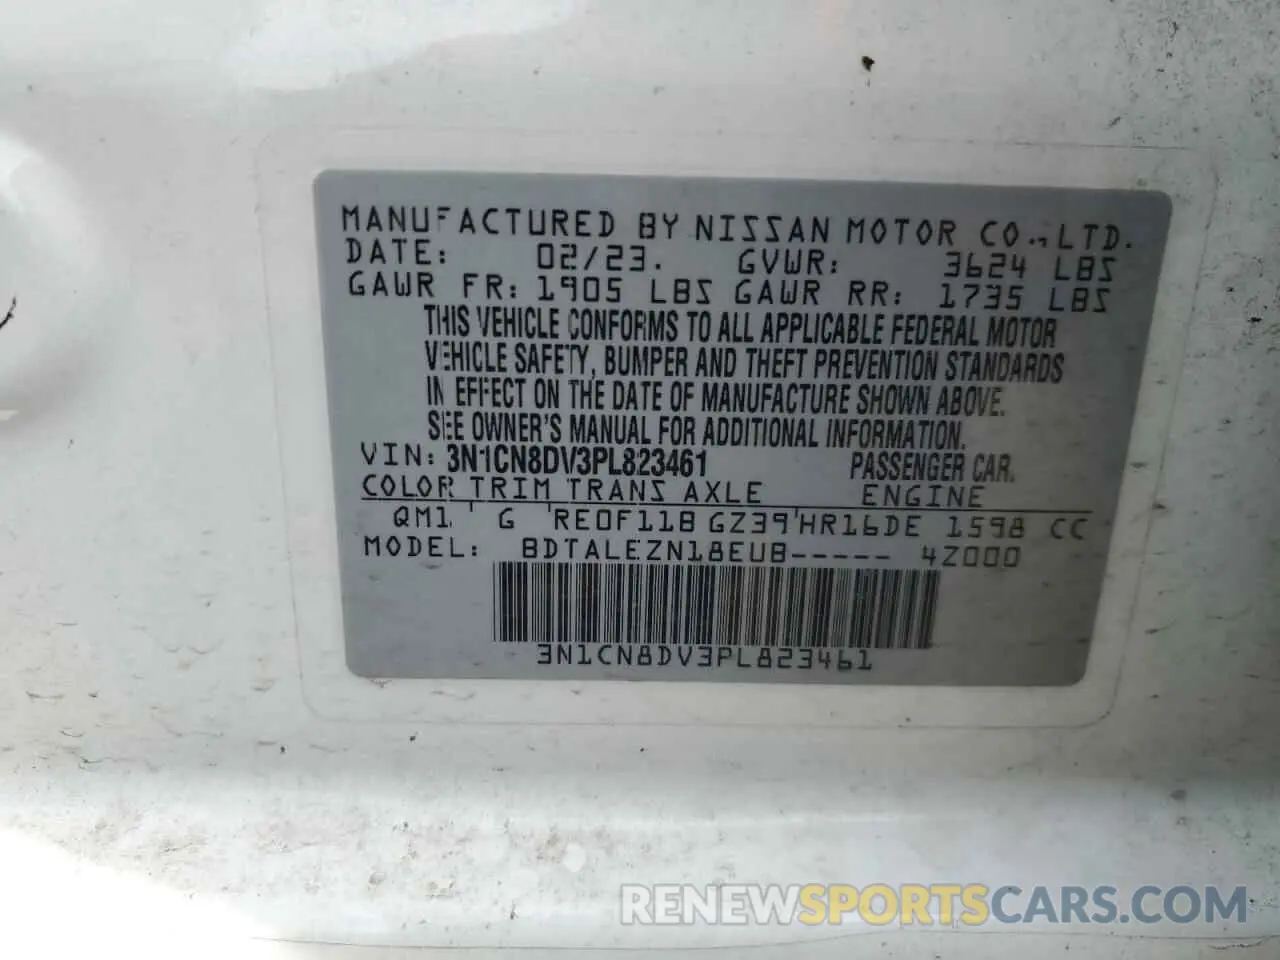 MANUFACTURED BY NISSAN MOTOR CO.,LTD.
DATE: 02/23. GVWR: 3624 LBS
GAWR FR: 1905 LBS GAWR RR: 1735 LBS
THIS VEHICLE CONFORMS TO ALL APPLICABLE FEDERAL MOTOR
VEHICLE SAFETY, BUMPER AND THEFT PREVENTION STANDARDS
IN EFFECT ON THE DATE OF MANUFACTURE SHOWN ABOVE.
SEE OWNER'S MANUAL FOR ADDITIONAL INFORMATION.
VIN: 3N1CN8DV3PL823461 PASSENGER CAR.
COLOR TRIM TRANS AXLE ENGINE
QM1 G RE0F11B GZ39 HR16DE 1598 CC
MODEL: BDTALEZN18EUB----- 4Z000
3N1CN8DV3PL823461
RENEWSPORTSCARS.COM